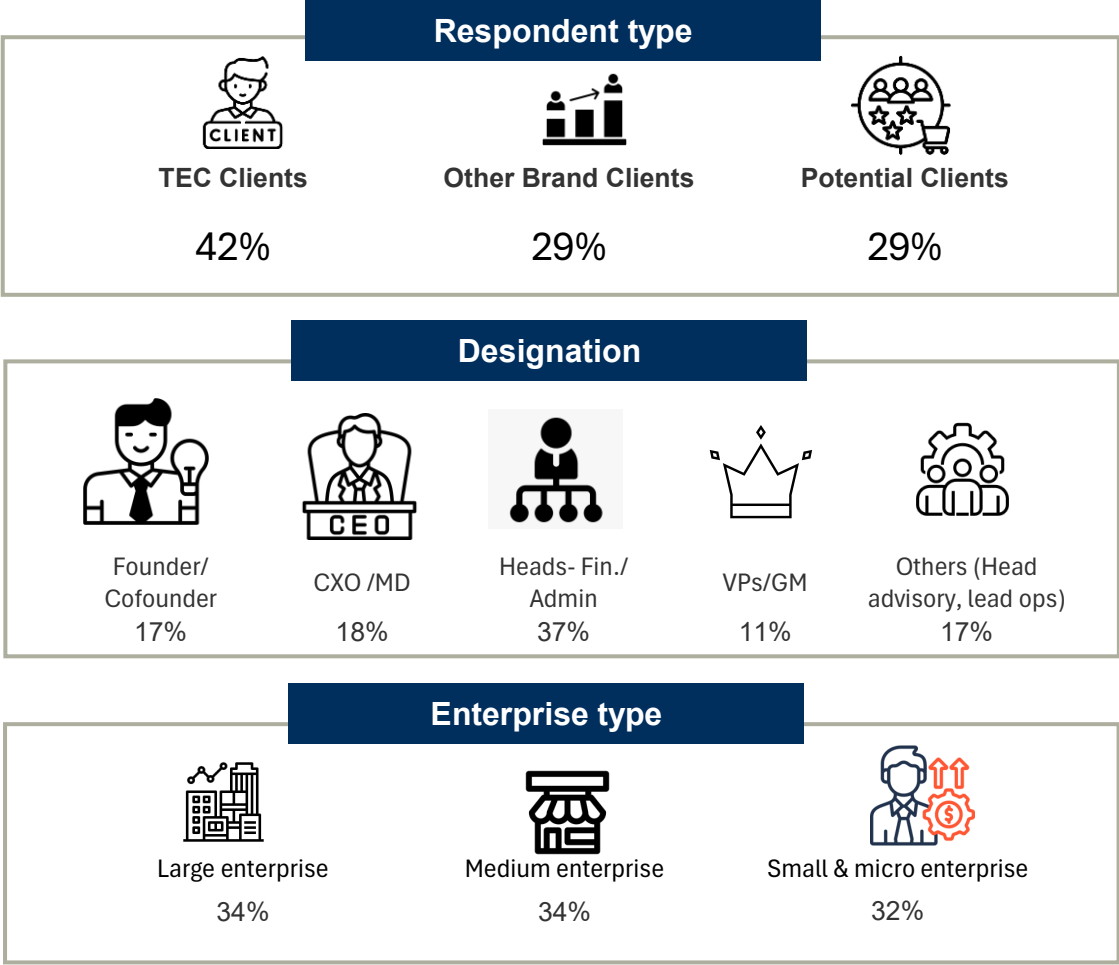 Respondent type
CLIENT
TEC Clients
Other Brand Clients
Potential Clients
42%
29%
29%
Designation
CEO
Founder/
Cofounder
17%
CXO /MD
18%
Heads- Fin./
Admin
37%
VPs/GM
11%
Others (Head
advisory, lead ops)
17%
Enterprise type
$
Large enterprise
34%
Medium enterprise
34%
Small & micro enterprise
32%